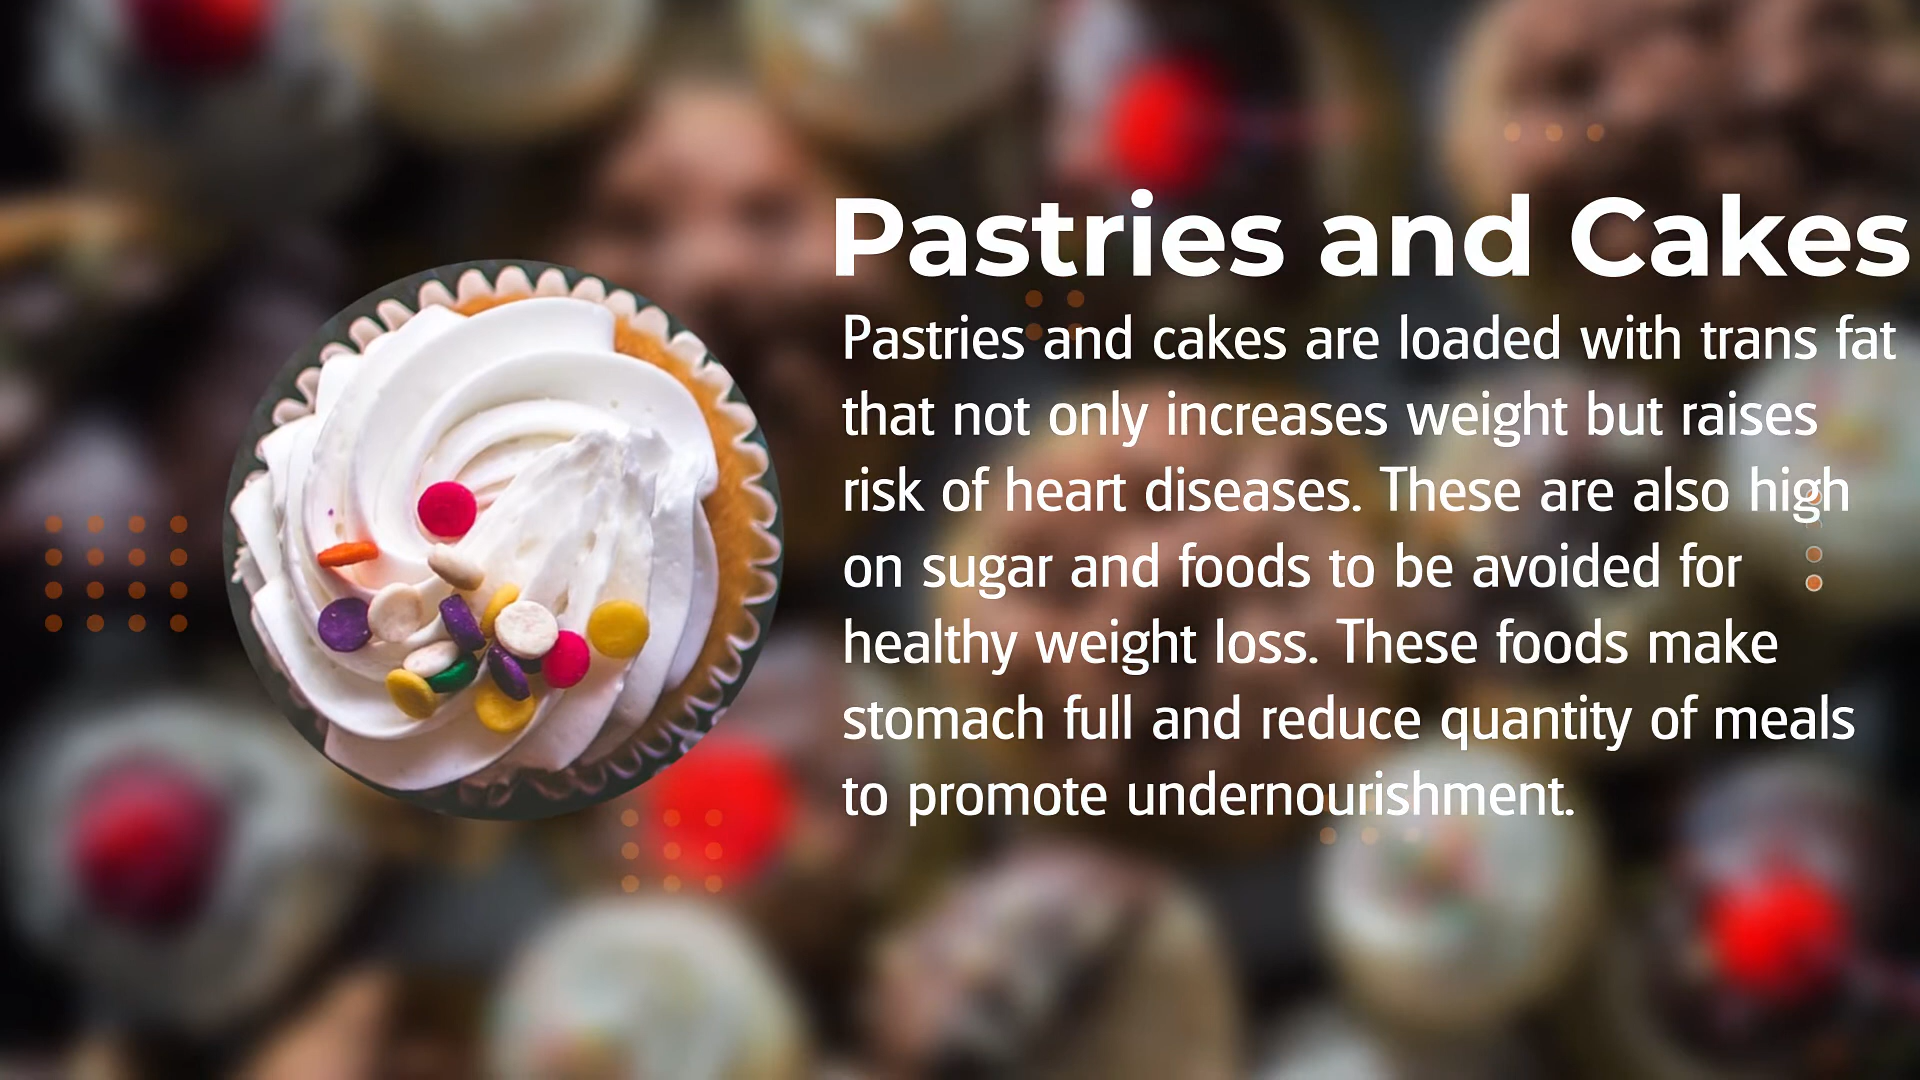 Pastries and Cakes
Pastries and cakes are loaded with trans fat
that not only increases weight but raises
risk of heart diseases. These are also high
on sugar and foods to be avoided for
healthy weight loss. These foods make
stomach full and reduce quantity of meals
to promote undernourishment.